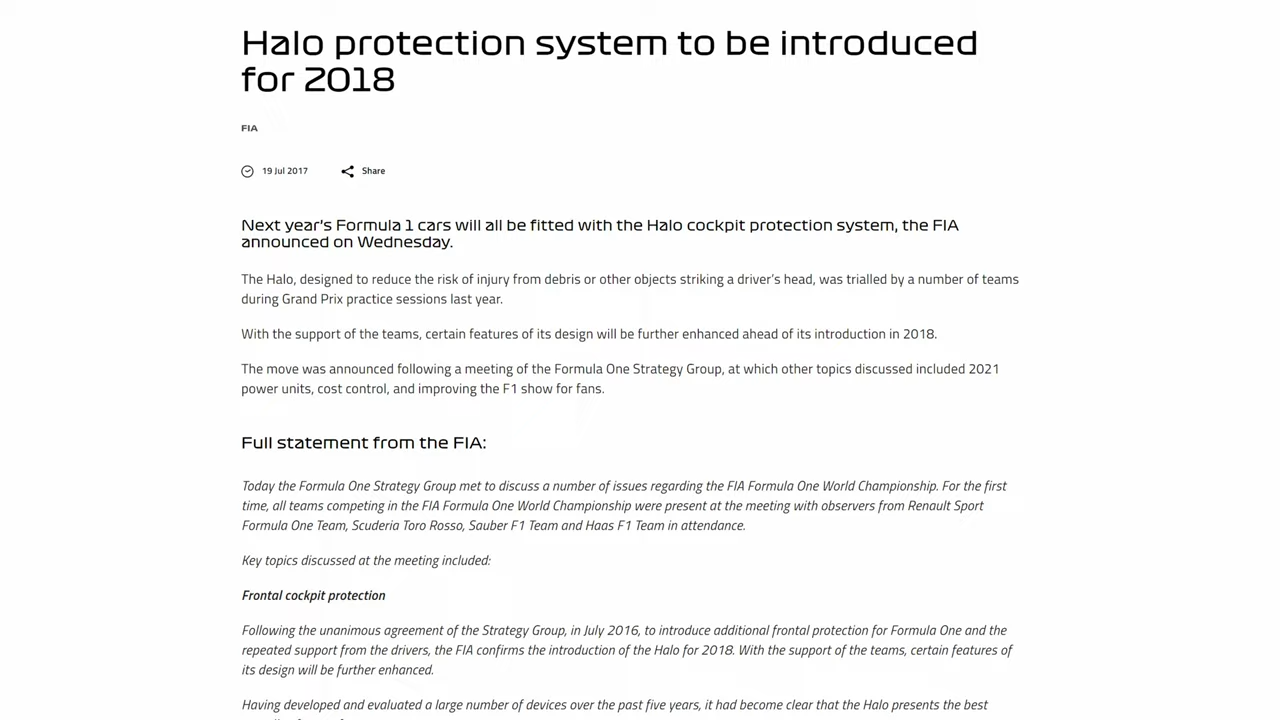 Halo protection system to be introduced
for 2018
FIA
19 Jul 2017 Share
Next year's Formula 1 cars will all be fitted with the Halo cockpit protection system, the FIA
announced on Wednesday.
The Halo, designed to reduce the risk of injury from debris or other objects striking a driver's head, was trialled by a number of teams
during Grand Prix practice sessions last year.
With the support of the teams, certain features of its design will be further enhanced ahead of its introduction in 2018.
The move was announced following a meeting of the Formula One Strategy Group, at which other topics discussed included 2021
power units, cost control, and improving the F1 show for fans.
Full statement from the FIA:
Today the Formula One Strategy Group met to discuss a number of issues regarding the FIA Formula One World Championship. For the first
time, all teams competing in the FIA Formula One World Championship were present at the meeting with observers from Renault Sport
Formula One Team, Scuderia Toro Rosso, Sauber F1 Team and Haas F1 Team in attendance.
Key topics discussed at the meeting included:
Frontal cockpit protection
Following the unanimous agreement of the Strategy Group, in July 2016, to introduce additional frontal protection for Formula One and the
repeated support from the drivers, the FIA confirms the introduction of the Halo for 2018. With the support of the teams, certain features of
its design will be further enhanced.
Having developed and evaluated a large number of devices over the past five years, it had become clear that the Halo presents the best